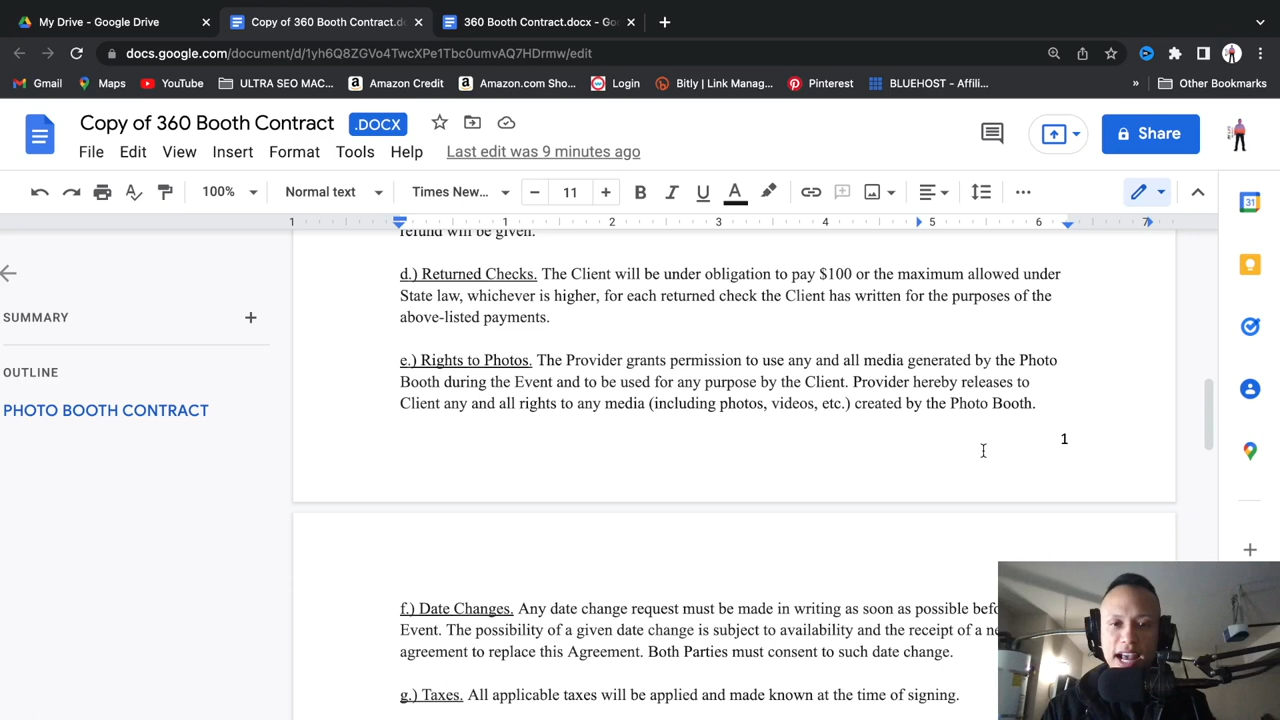 My Drive - Google Drive
Copy of 360 Booth Contract.do
360 Booth Contract.docx - Go
docs.google.com/document/d/1yh6Q8ZGVo4TwcXPe1Tbc0umvAQ7HDrmw/edit
Gmail
Maps
YouTube
ULTRA SEO MAC...
Amazon Credit
Amazon.com Sho...
Login
Bitly | Link Manag...
Pinterest
BLUEHOST - Affili...
»
Other Bookmarks
Copy of 360 Booth Contract
.DOCX
Share
File Edit View Insert Format Tools Help
Last edit was 9 minutes ago
100%
Normal text
Times New...
11
B I U A
31
1 1 2 3 4 5 6 7
SUMMARY
OUTLINE
PHOTO BOOTH CONTRACT
refund will be given.
d.) Returned Checks. The Client will be under obligation to pay $100 or the maximum allowed under
State law, whichever is higher, for each returned check the Client has written for the purposes of the
above-listed payments.
e.) Rights to Photos. The Provider grants permission to use any and all media generated by the Photo
Booth during the Event and to be used for any purpose by the Client. Provider hereby releases to
Client any and all rights to any media (including photos, videos, etc.) created by the Photo Booth.
1
f.) Date Changes. Any date change request must be made in writing as soon as possible befo
Event. The possibility of a given date change is subject to availability and the receipt of a ne
agreement to replace this Agreement. Both Parties must consent to such date change.
g.) Taxes. All applicable taxes will be applied and made known at the time of signing.